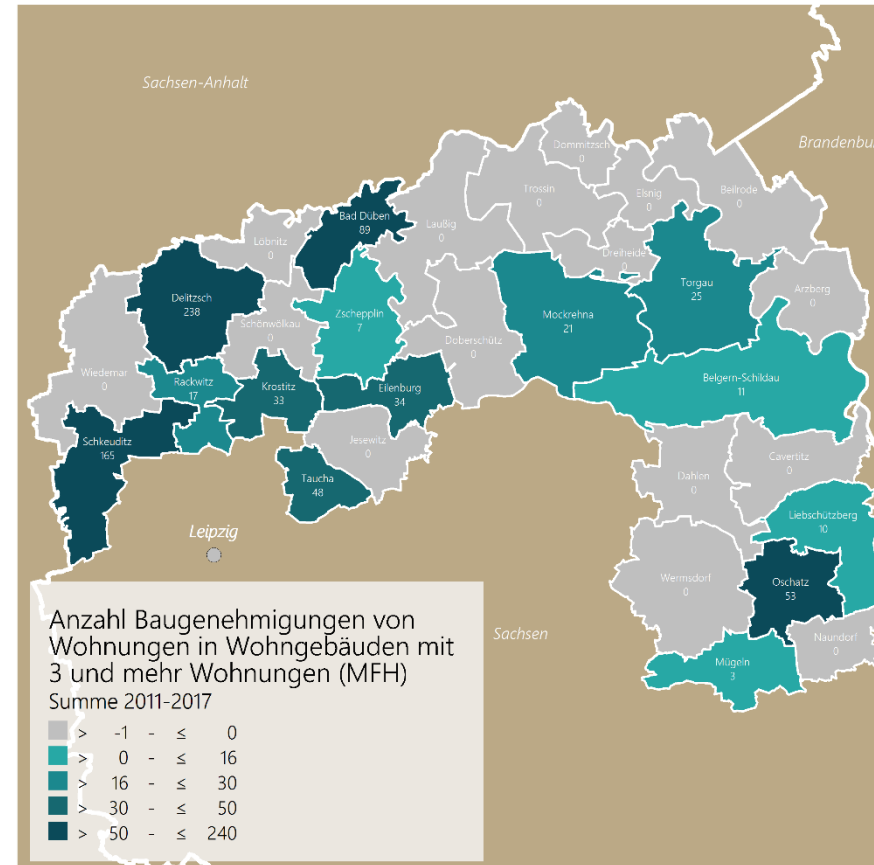 Sachsen-Anhalt
Brandenbu
Dommitzsch
0
Trossin
0
Elsnig
0
Beilrode
0
Bad Düben
89
Laußig
0
Löbnitz
0
Dreiheide
0
Delitzsch
238
Torgau
25
Arzberg
0
Zschepplin
7
Mockrehna
21
Schönwölkau
0
Doberschütz
0
Wiedemar
0
Rackwitz
17
Krostitz
33
Eilenburg
34
Belgern-Schildau
11
Schkeuditz
165
Jesewitz
0
Cavertitz
0
Dahlen
0
Taucha
48
Liebschützberg
10
Leipzig
Wermsdorf
0
Oschatz
53
Sachsen
Naundorf
0
Mügeln
3
Anzahl Baugenehmigungen von
Wohnungen in Wohngebäuden mit
3 und mehr Wohnungen (MFH)
Summe 2011-2017
> -1 - ≤ 0
> 0 - ≤ 16
> 16 - ≤ 30
> 30 - ≤ 50
> 50 - ≤ 240